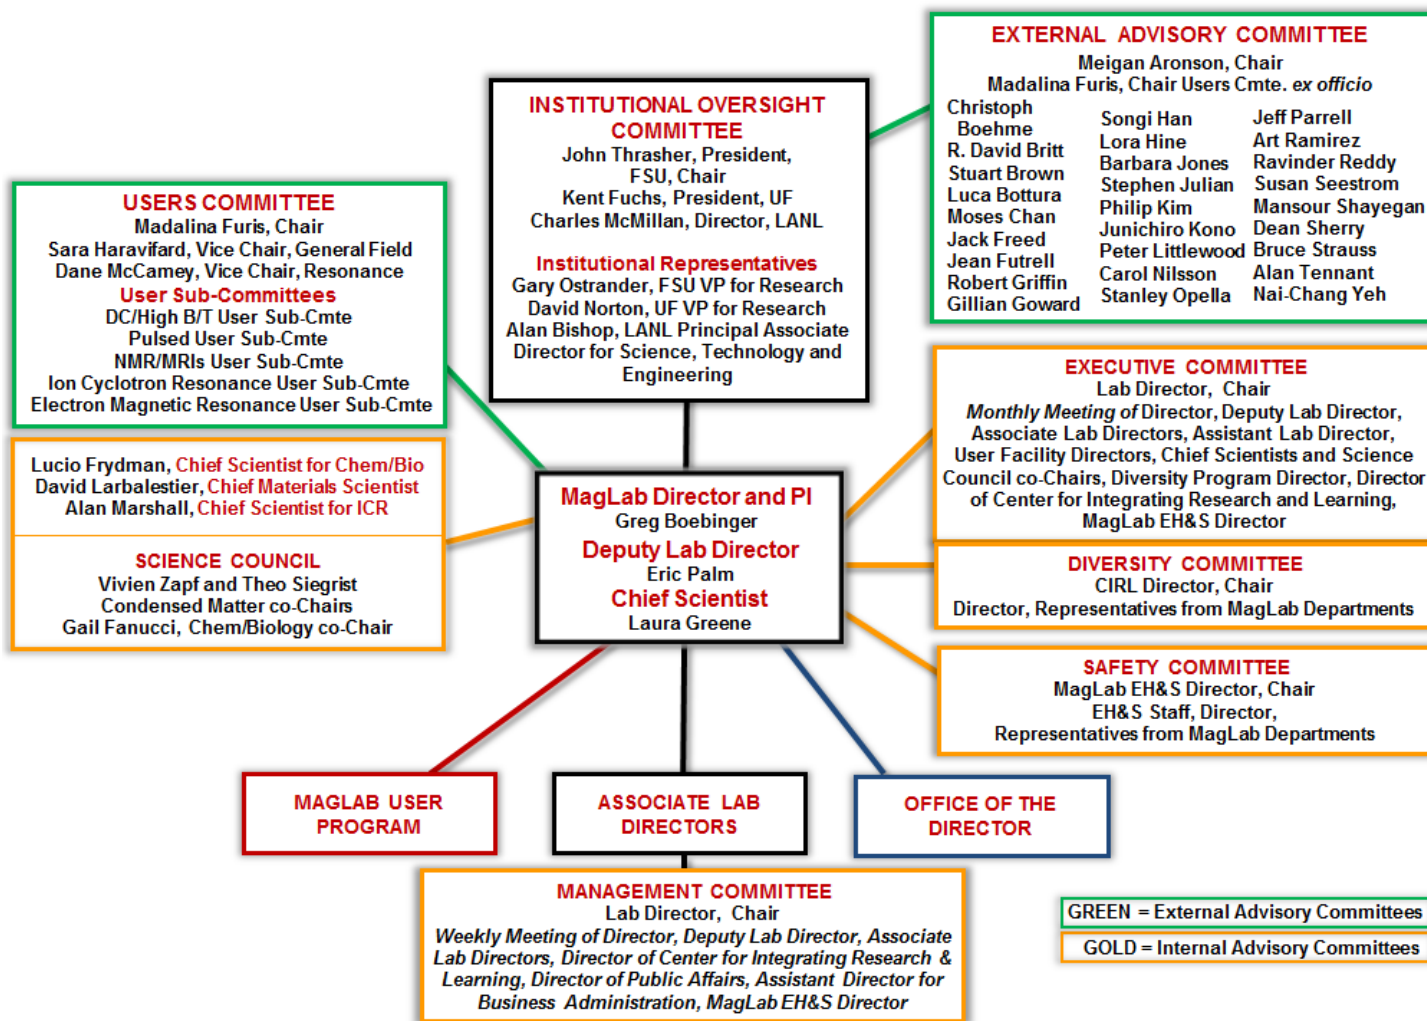 EXTERNAL ADVISORY COMMITTEE
Meigan Aronson, Chair
Madalina Furis, Chair Users Cmte. ex officio
Christoph
Boehme
R. David Britt
Stuart Brown
Luca Bottura
Moses Chan
Jack Freed
Jean Futrell
Robert Griffin
Gillian Goward
Songi Han
Lora Hine
Barbara Jones
Stephen Julian
Philip Kim
Junichiro Kono
Peter Littlewood
Carol Nilsson
Stanley Opella
Jeff Parrell
Art Ramirez
Ravinder Reddy
Susan Seestrom
Mansour Shayegan
Dean Sherry
Bruce Strauss
Alan Tennant
Nai-Chang Yeh
INSTITUTIONAL OVERSIGHT
COMMITTEE
John Thrasher, President,
FSU, Chair
Kent Fuchs, President, UF
Charles McMillan, Director, LANL
Institutional Representatives
Gary Ostrander, FSU VP for Research
David Norton, UF VP for Research
Alan Bishop, LANL Principal Associate
Director for Science, Technology and
Engineering
USERS COMMITTEE
Madalina Furis, Chair
Sara Haravifard, Vice Chair, General Field
Dane McCamey, Vice Chair, Resonance
User Sub-Committees
DC/High B/T User Sub-Cmte
Pulsed User Sub-Cmte
NMR/MRIs User Sub-Cmte
Ion Cyclotron Resonance User Sub-Cmte
Electron Magnetic Resonance User Sub-Cmte
Lucio Frydman, Chief Scientist for Chem/Bio
David Larbalestier, Chief Materials Scientist
Alan Marshall, Chief Scientist for ICR
SCIENCE COUNCIL
Vivien Zapf and Theo Siegrist
Condensed Matter co-Chairs
Gail Fanucci, Chem/Biology co-Chair
MagLab Director and PI
Greg Boebinger
Deputy Lab Director
Eric Palm
Chief Scientist
Laura Greene
EXECUTIVE COMMITTEE
Lab Director, Chair
Monthly Meeting of Director, Deputy Lab Director,
Associate Lab Directors, Assistant Lab Director,
User Facility Directors, Chief Scientists and Science
Council co-Chairs, Diversity Program Director, Director
of Center for Integrating Research and Learning,
MagLab EH&S Director
DIVERSITY COMMITTEE
CIRL Director, Chair
Director, Representatives from MagLab Departments
SAFETY COMMITTEE
MagLab EH&S Director, Chair
EH&S Staff, Director,
Representatives from MagLab Departments
MAGLAB USER
PROGRAM
ASSOCIATE LAB
DIRECTORS
OFFICE OF THE
DIRECTOR
MANAGEMENT COMMITTEE
Lab Director, Chair
Weekly Meeting of Director, Deputy Lab Director, Associate
Lab Directors, Director of Center for Integrating Research &
Learning, Director of Public Affairs, Assistant Director for
Business Administration, MagLab EH&S Director
GREEN = External Advisory Committees
GOLD = Internal Advisory Committees